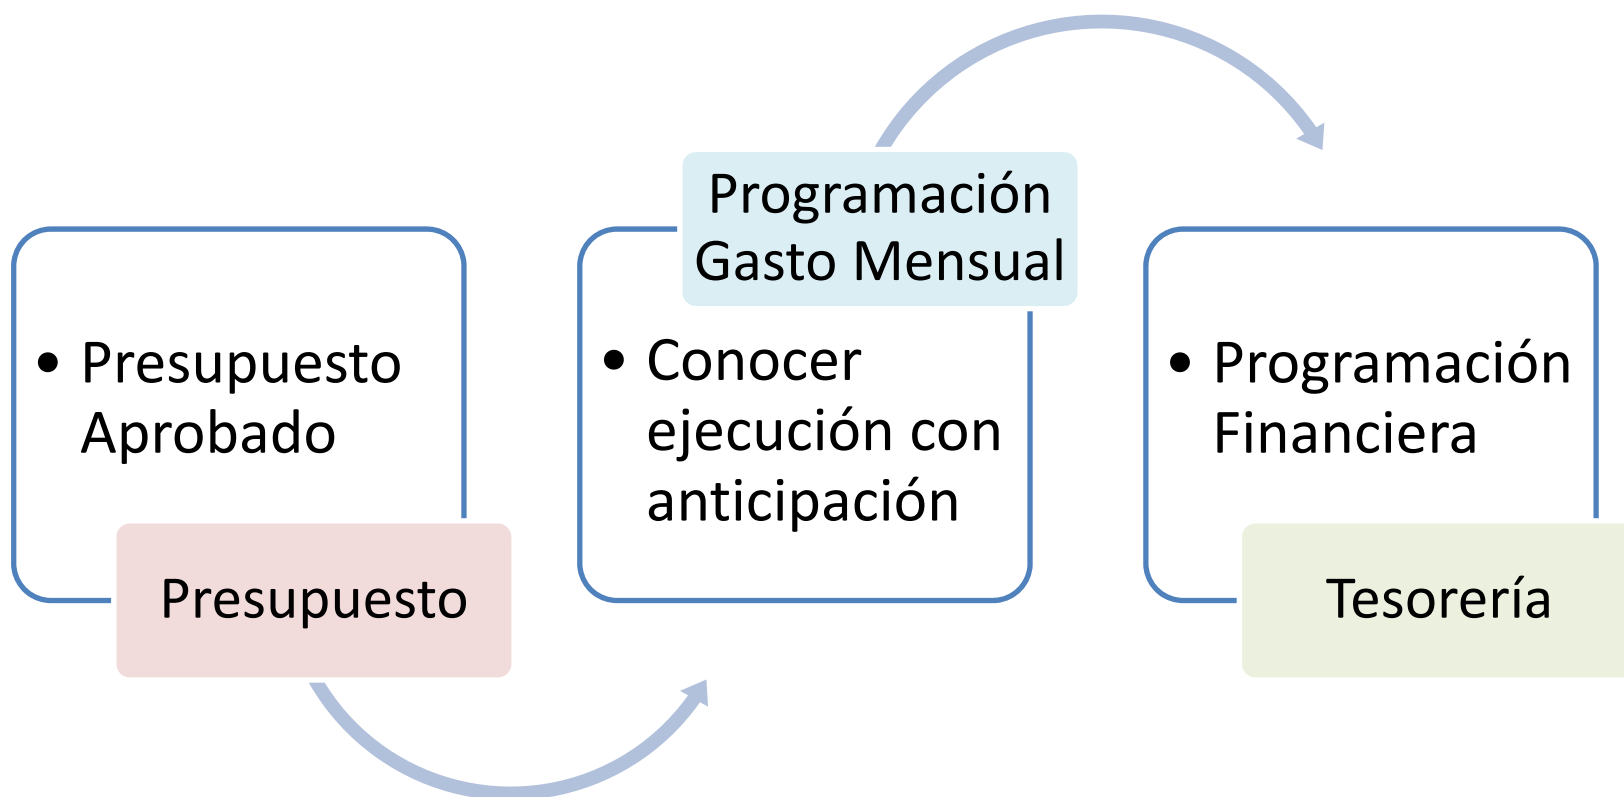 • Presupuesto
Aprobado
Presupuesto
Programación
Gasto Mensual
• Conocer
ejecución con
anticipación
• Programación
Financiera
Tesorería